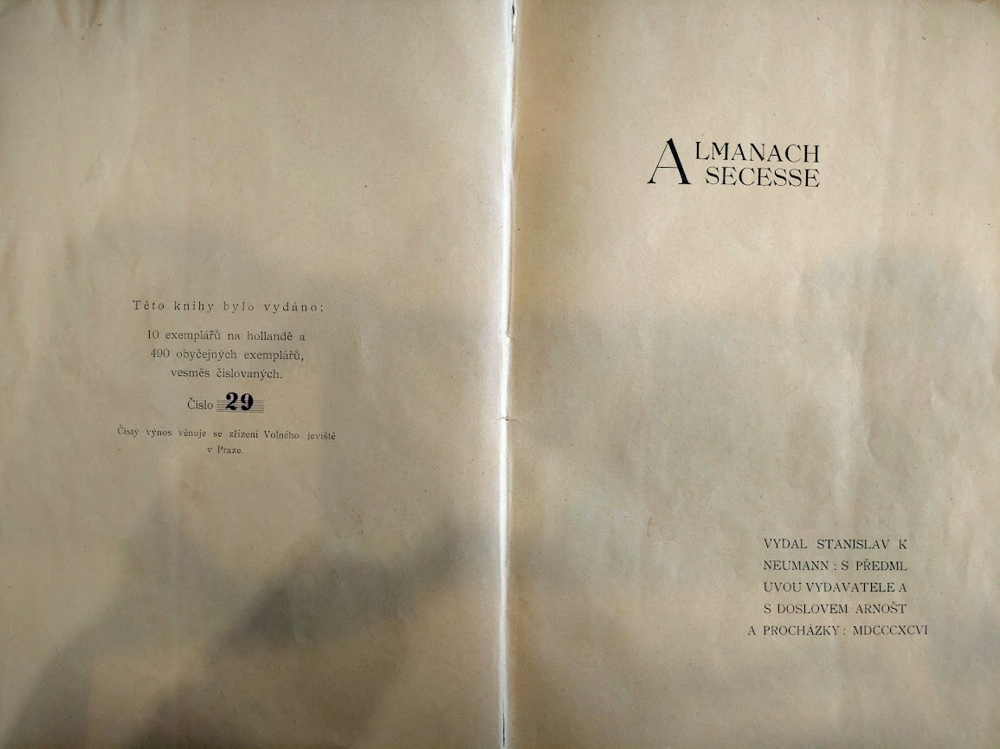 Této knihy bylo vydáno:
10 exemplářů na hollandě a
490 obyčejných exemplářů,
vesměs číslovaných.
Číslo 29
Čistý výnos věnuje se zřízení Volného jeviště
v Praze.
ALMANACH
SECESSE
VYDAL STANISLAV K
NEUMANN : S PŘEDML
UVOU VYDAVATELE A
S DOSLOVEM ARNOŠT
A PROCHÁZKY : MDCCCXCVI